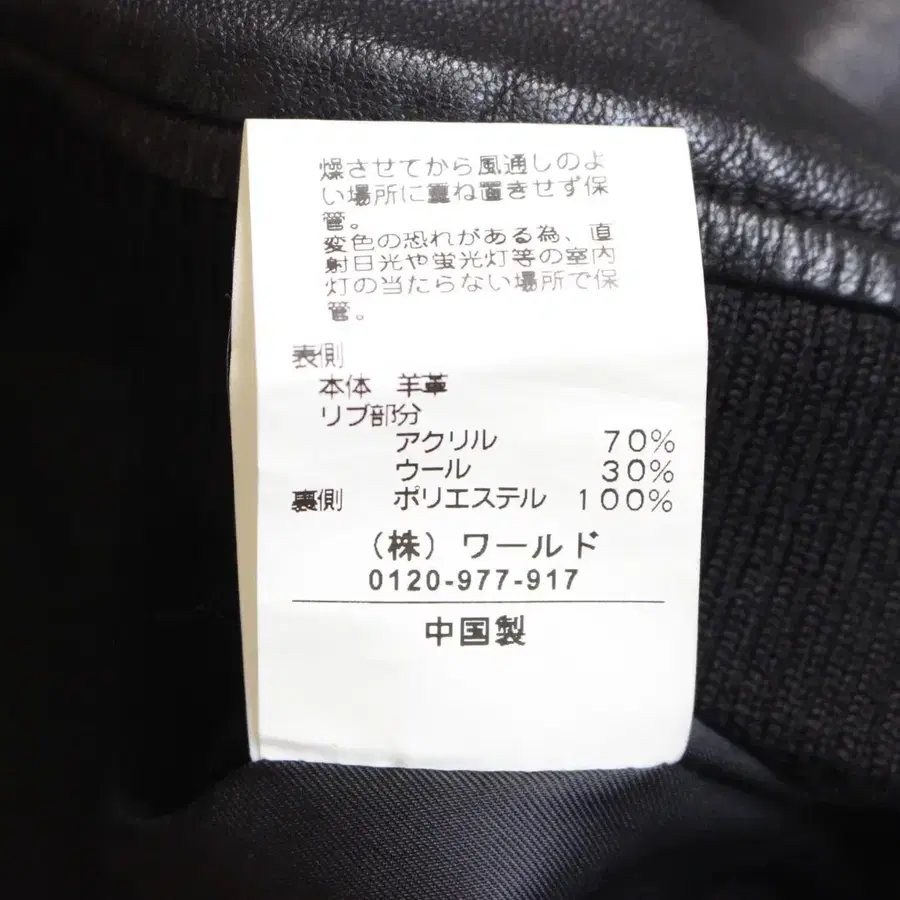 燥させてから風通しのよ
い場所に重ね置きせず保
管。
変色の恐れがある為、直
射日光や蛍光灯等の室内
灯の当たらない場所で保
管。
表側
本体 羊革
リブ部分
アクリル 70%
ウール 30%
裏側 ポリエステル 100%
(株)ワールド
0120-977-917
中国製